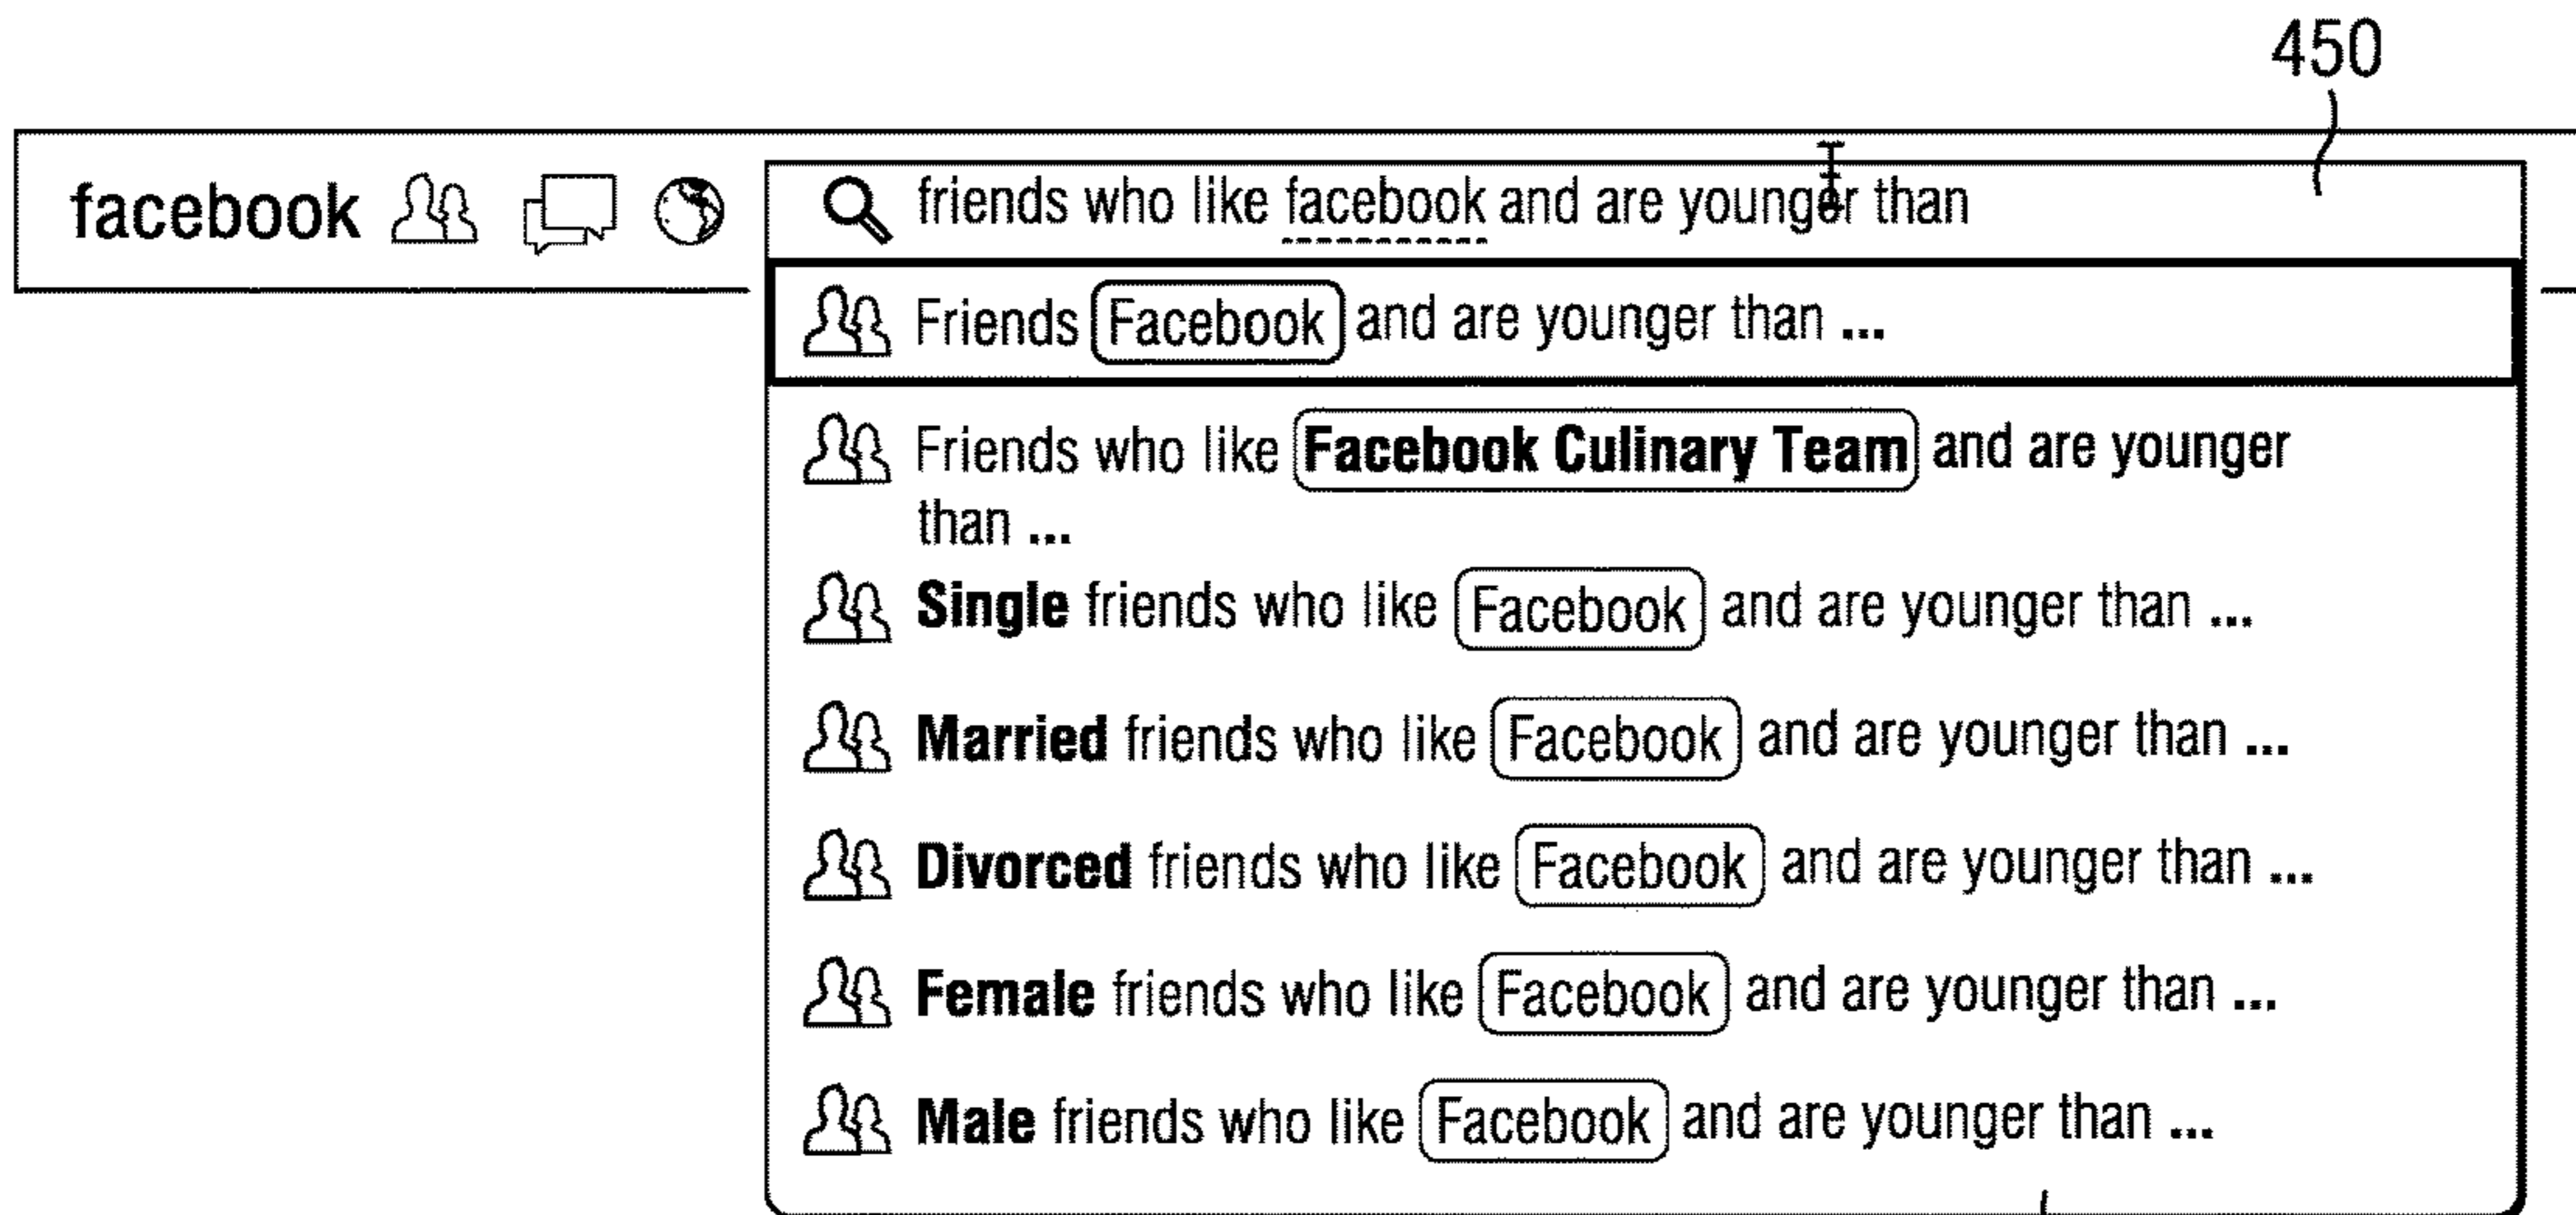 450
facebook friends who like facebook and are younger than
Friends Facebook and are younger than ...
Friends who like Facebook Culinary Team and are younger
than ...
Single friends who like Facebook and are younger than ...
Married friends who like Facebook and are younger than ...
Divorced friends who like Facebook and are younger than ...
Female friends who like Facebook and are younger than ...
Male friends who like Facebook and are younger than ...